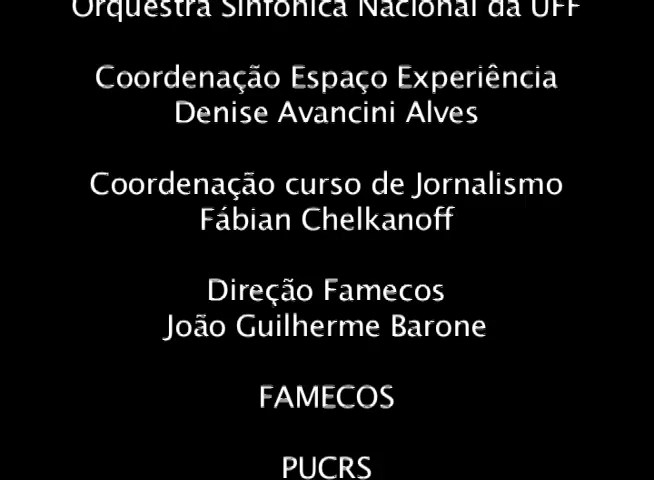 Orquestra Sinfônica Nacional da UFF
Coordenação Espaço Experiência
Denise Avancini Alves
Coordenação curso de Jornalismo
Fábian Chelkanoff
Direção Famecos
João Guilherme Barone
FAMECOS
PUCRS